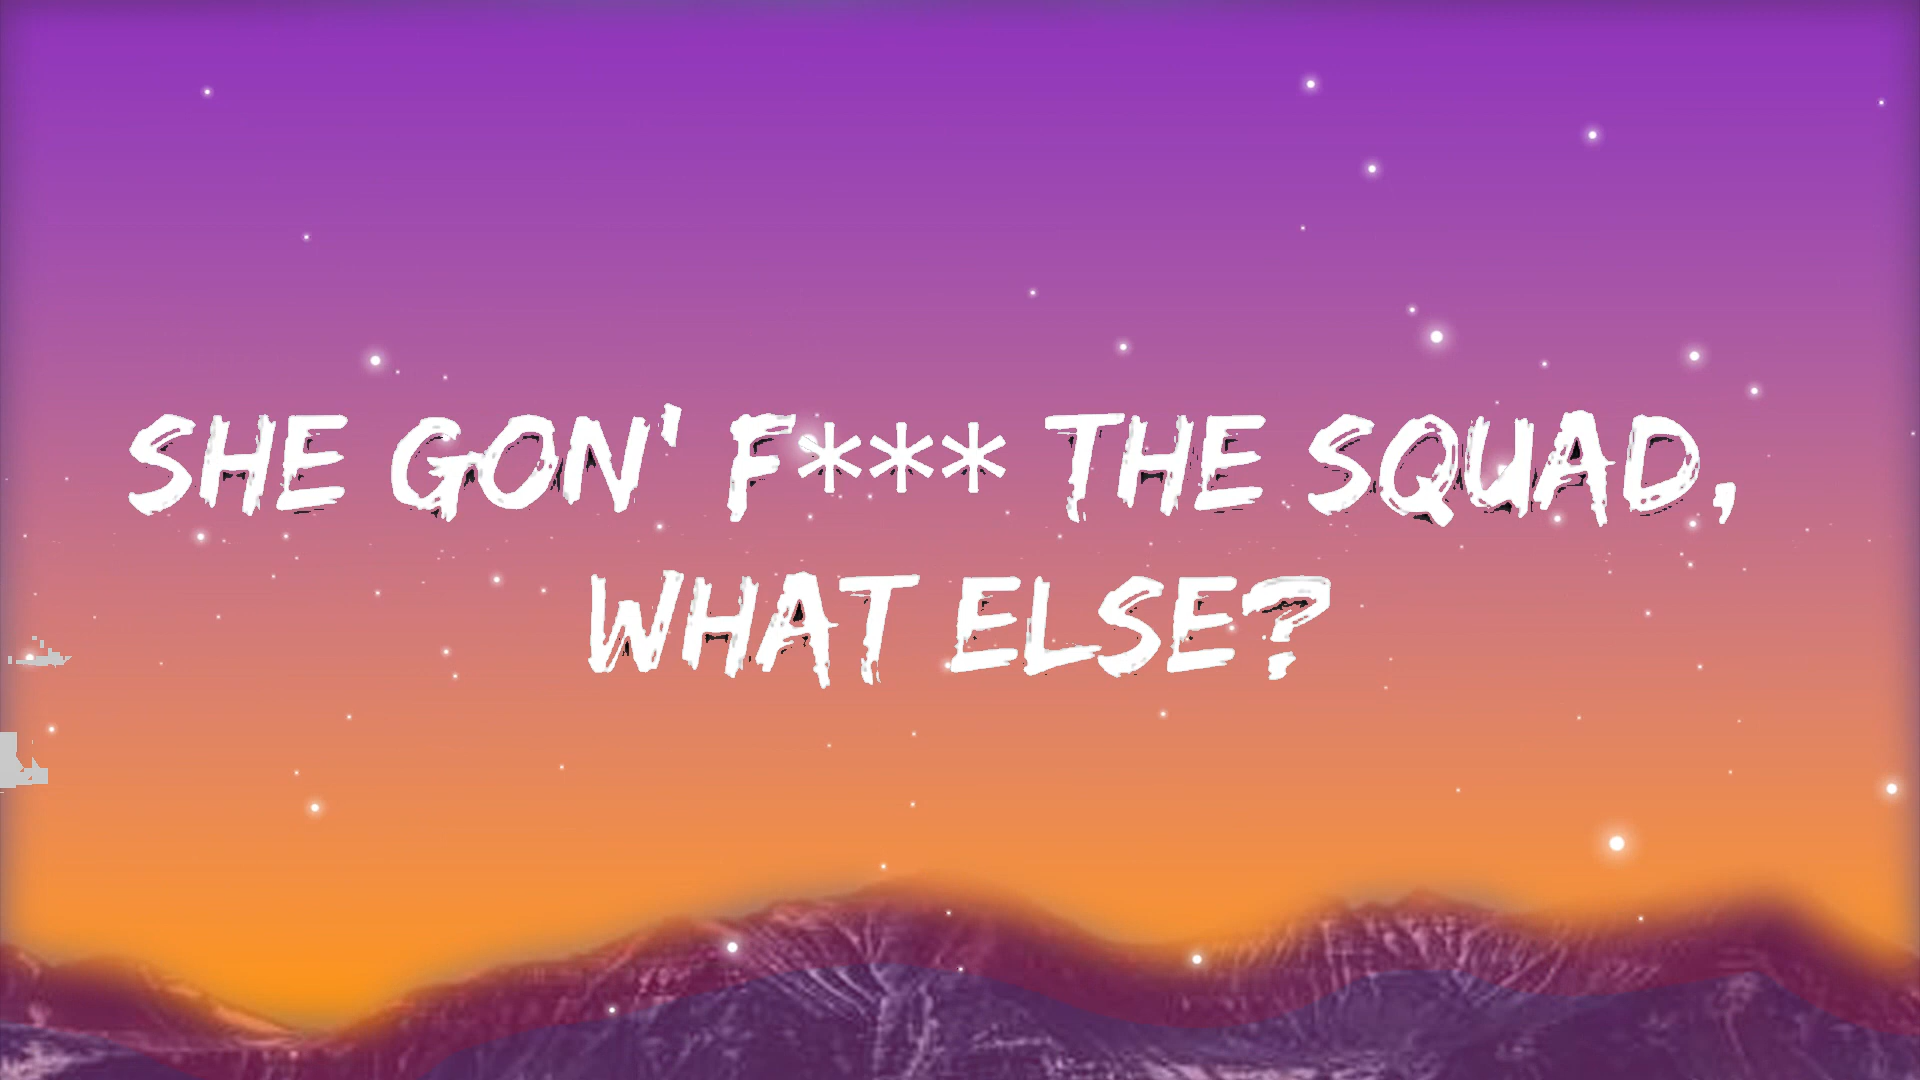 SHE GON' F*** THE SQUAD,
WHAT ELSE?